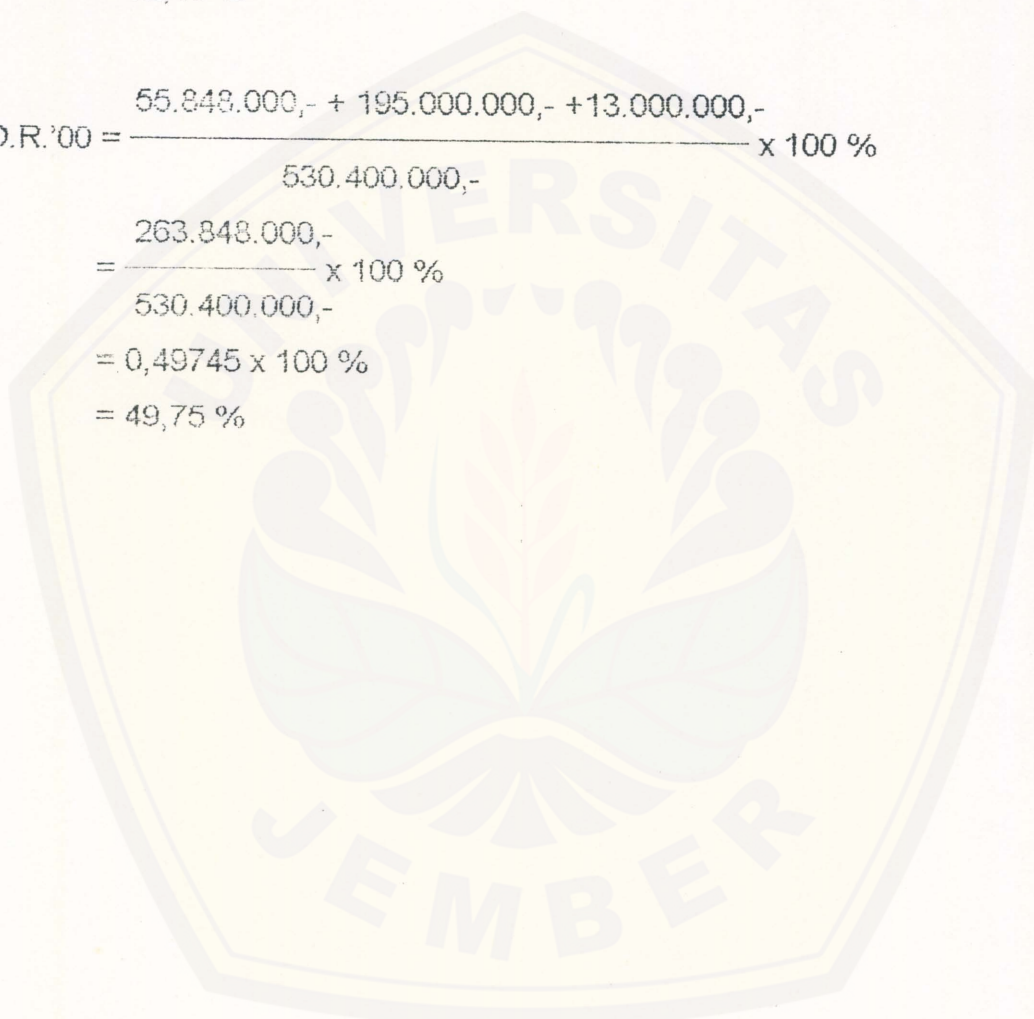 .R.'00 = 55.848.000,- + 195.000.000,- +13.000.000,- x 100 %
530.400.000,-
= 263.848.000,- x 100 %
530.400.000,-
= 0,49745 x 100 %
= 49,75 %
UNIVERSITAS
JEMBER